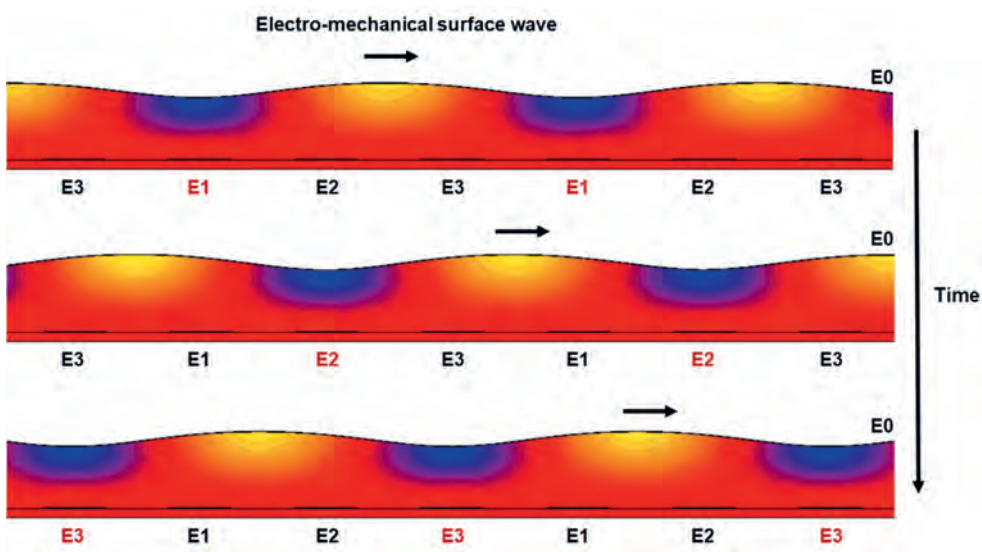 Electro-mechanical surface wave
E0
E3 E1 E2 E3 E1 E2 E3
E0
Time
E3 E1 E2 E3 E1 E2 E3
E0
E3 E1 E2 E3 E1 E2 E3